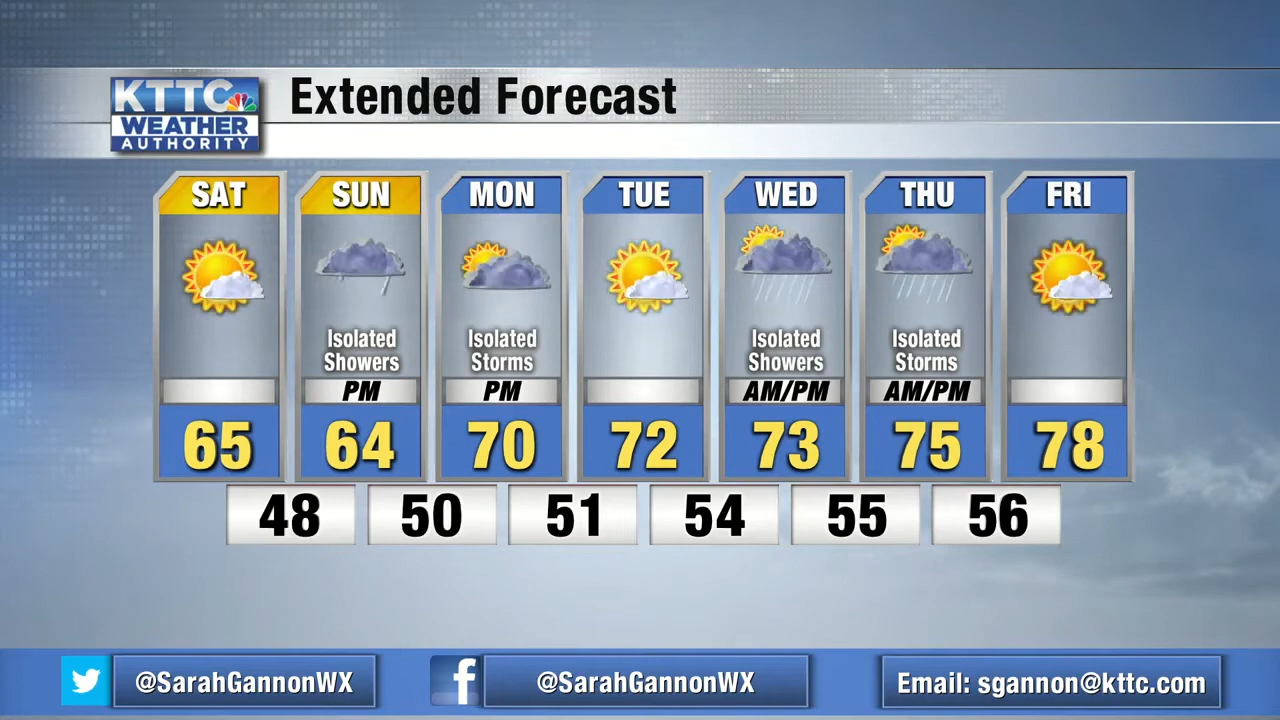 KTTC
WEATHER
AUTHORITY
Extended Forecast
SAT
SUN
MON
TUE
WED
THU
FRI
Isolated
Showers
Isolated
Storms
Isolated
Showers
Isolated
Storms
PM
PM
AM/PM
AM/PM
65
64
70
72
73
75
78
48
50
51
54
55
56
@SarahGannonWX
@SarahGannonWX
Email: sgannon@kttc.com